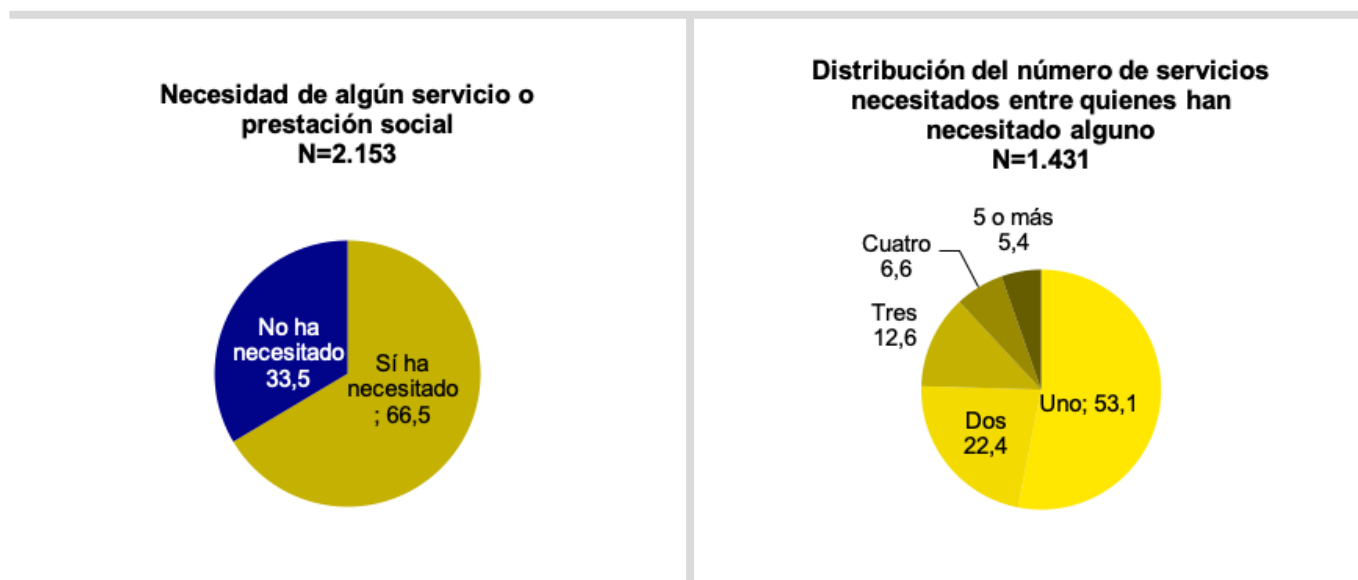 Necesidad de algún servicio o
prestación social
N=2.153
No ha
necesitado
33,5
Sí ha
necesitado
; 66,5
Distribución del número de servicios
necesitados entre quienes han
necesitado alguno
N=1.431
5 o más
5,4
Cuatro
6,6
Tres
12,6
Dos
22,4
Uno; 53,1